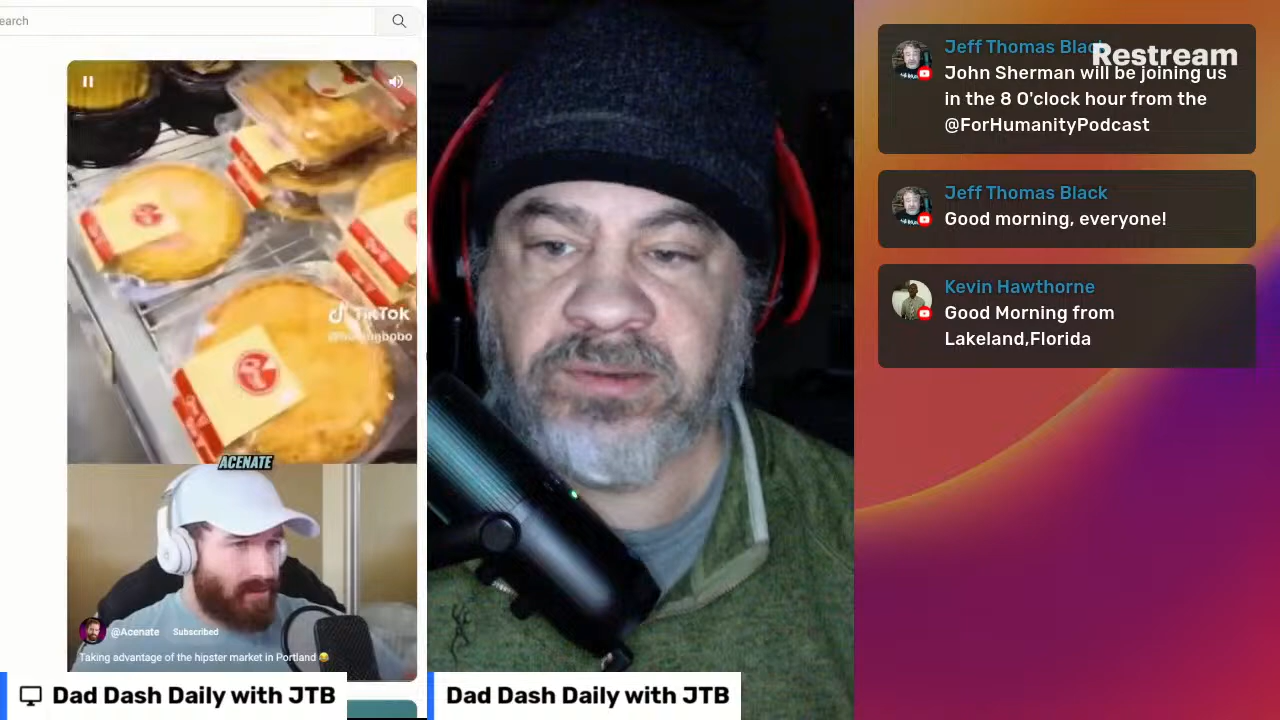 earch
TikTok
ACENATE
@Acenate Subscribed
Taking advantage of the hipster market in Portland 😂
Dad Dash Daily with JTB
Dad Dash Daily with JTB
Restream
Jeff Thomas Black
John Sherman will be joining us
in the 8 O'clock hour from the
@ForHumanityPodcast
Jeff Thomas Black
Good morning, everyone!
Kevin Hawthorne
Good Morning from
Lakeland,Florida